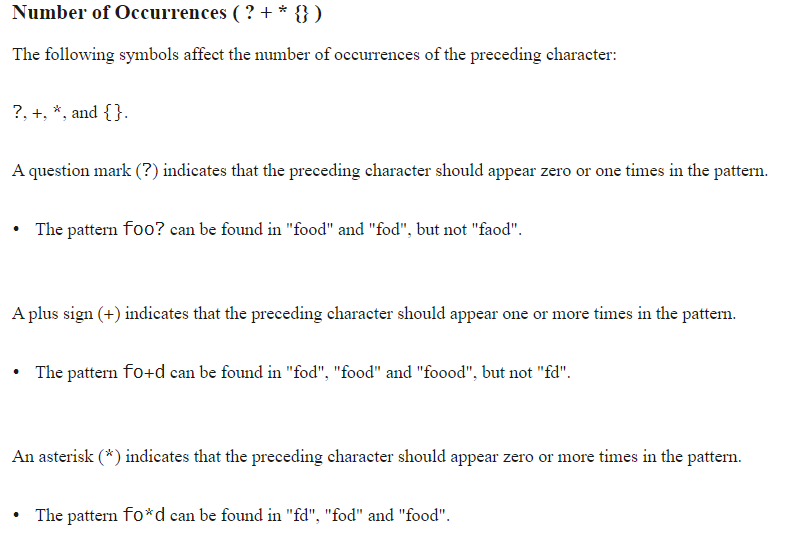 Number of Occurrences ( ? + * {} )
The following symbols affect the number of occurrences of the preceding character:
?, +, *, and {}.
A question mark (?) indicates that the preceding character should appear zero or one times in the pattern.
• The pattern foo? can be found in "food" and "fod", but not "faod".
A plus sign (+) indicates that the preceding character should appear one or more times in the pattern.
• The pattern fo+d can be found in "fod", "food" and "foood", but not "fd".
An asterisk (*) indicates that the preceding character should appear zero or more times in the pattern.
• The pattern fo*d can be found in "fd", "fod" and "food".